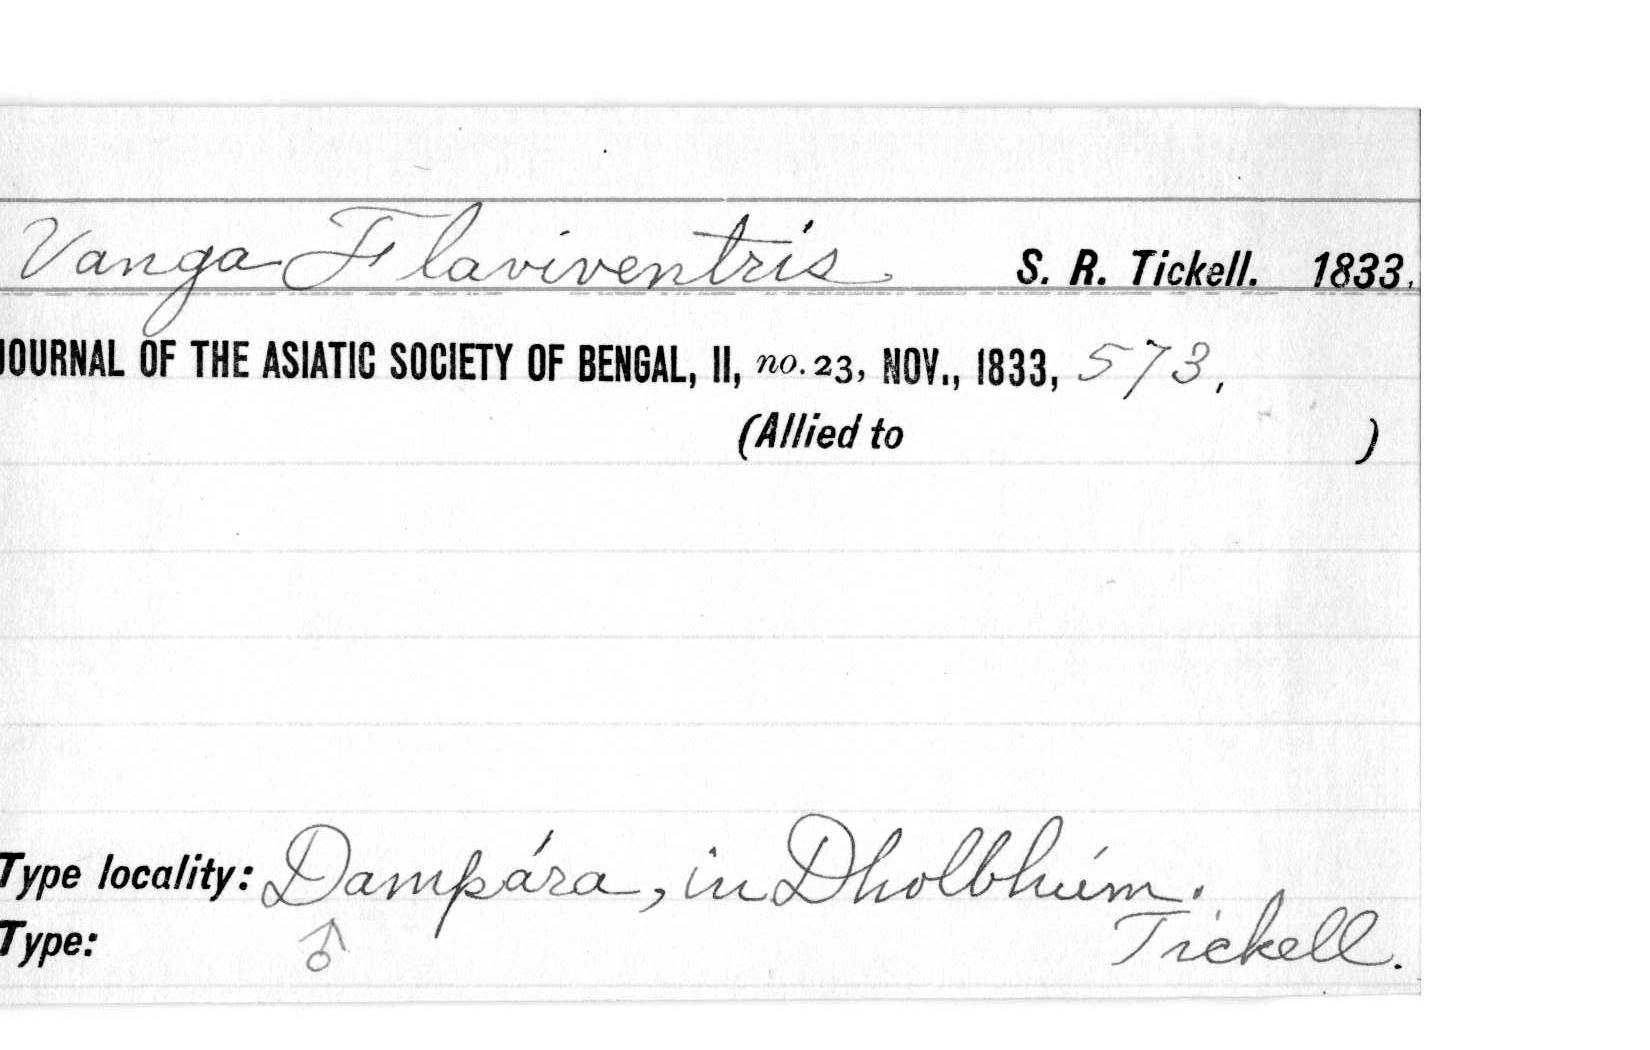 Vanga Flaviventris S. R. Tickell. 1833.
JOURNAL OF THE ASIATIC SOCIETY OF BENGAL, II, no. 23, NOV., 1833, 573.
(Allied to )
Type locality: Dampára, in Dholbhúm.
Type: ♂ Tickell.